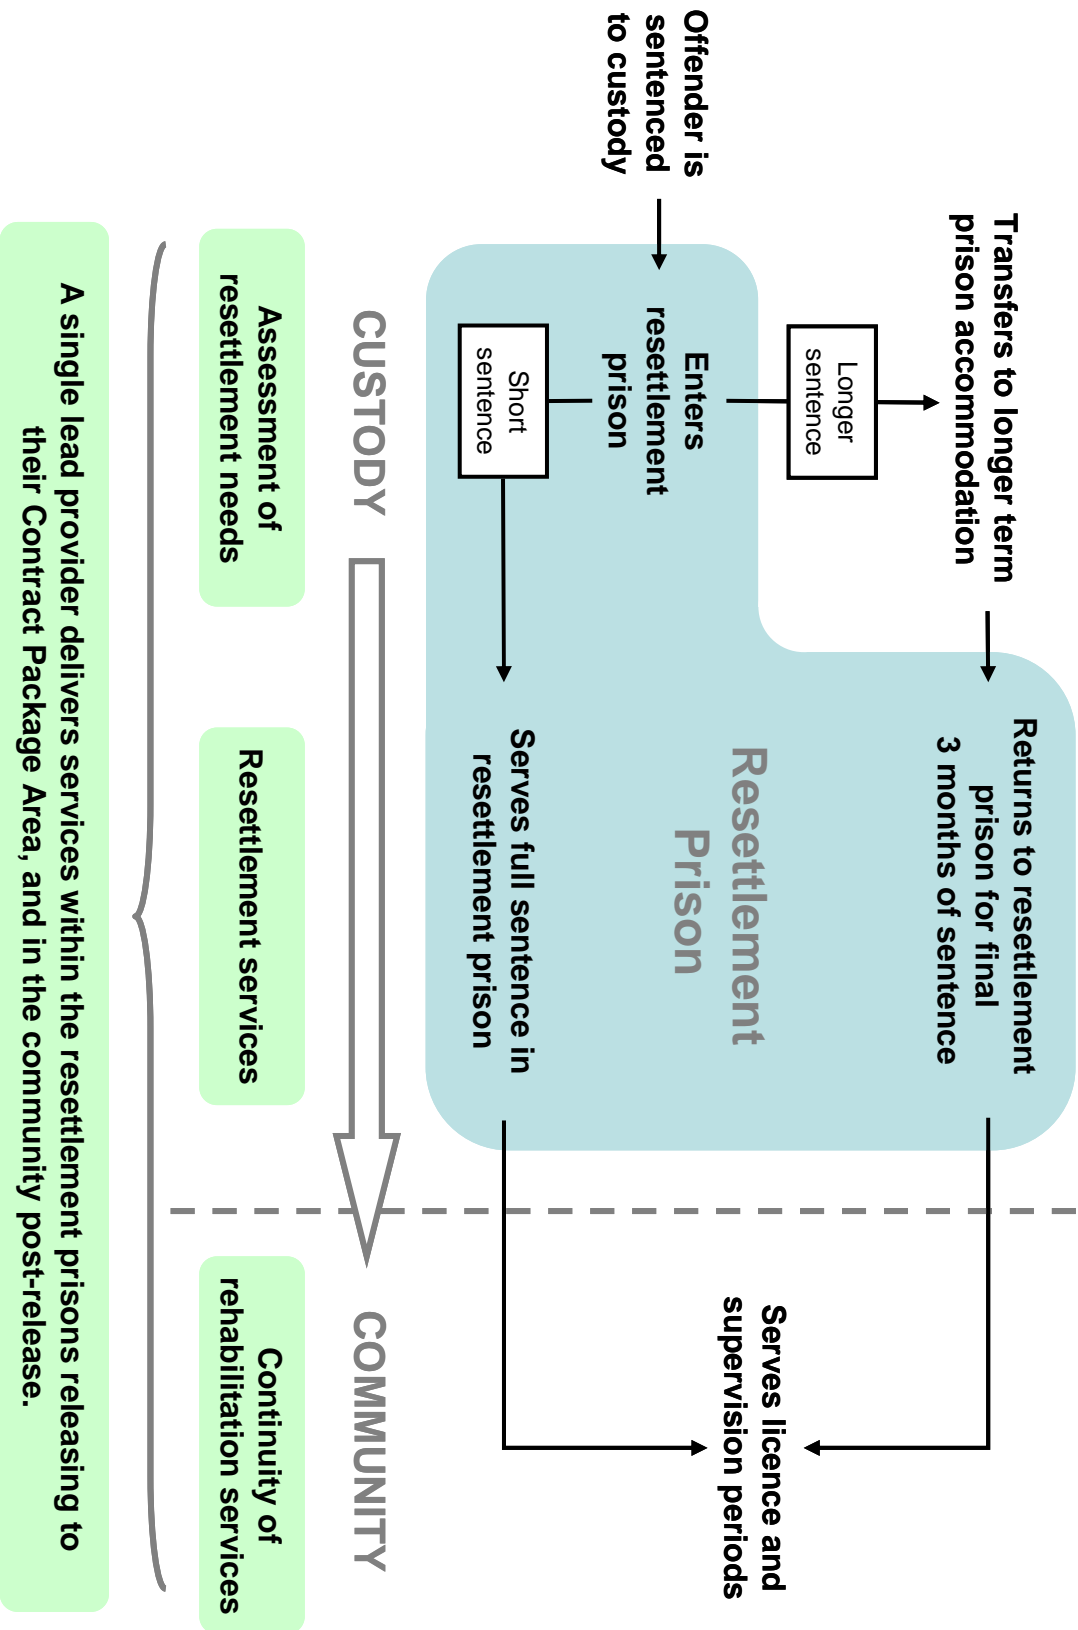 Offender is
sentenced
to custody
Transfers to longer term
prison accommodation
Longer
sentence
Enters
resettlement
prison
Short
sentence
Returns to resettlement
prison for final
3 months of sentence
Resettlement
Prison
Serves full sentence in
resettlement prison
Serves licence and
supervision periods
CUSTODY
COMMUNITY
Assessment of
resettlement needs
Resettlement services
Continuity of
rehabilitation services
A single lead provider delivers services within the resettlement prisons releasing to
their Contract Package Area, and in the community post-release.